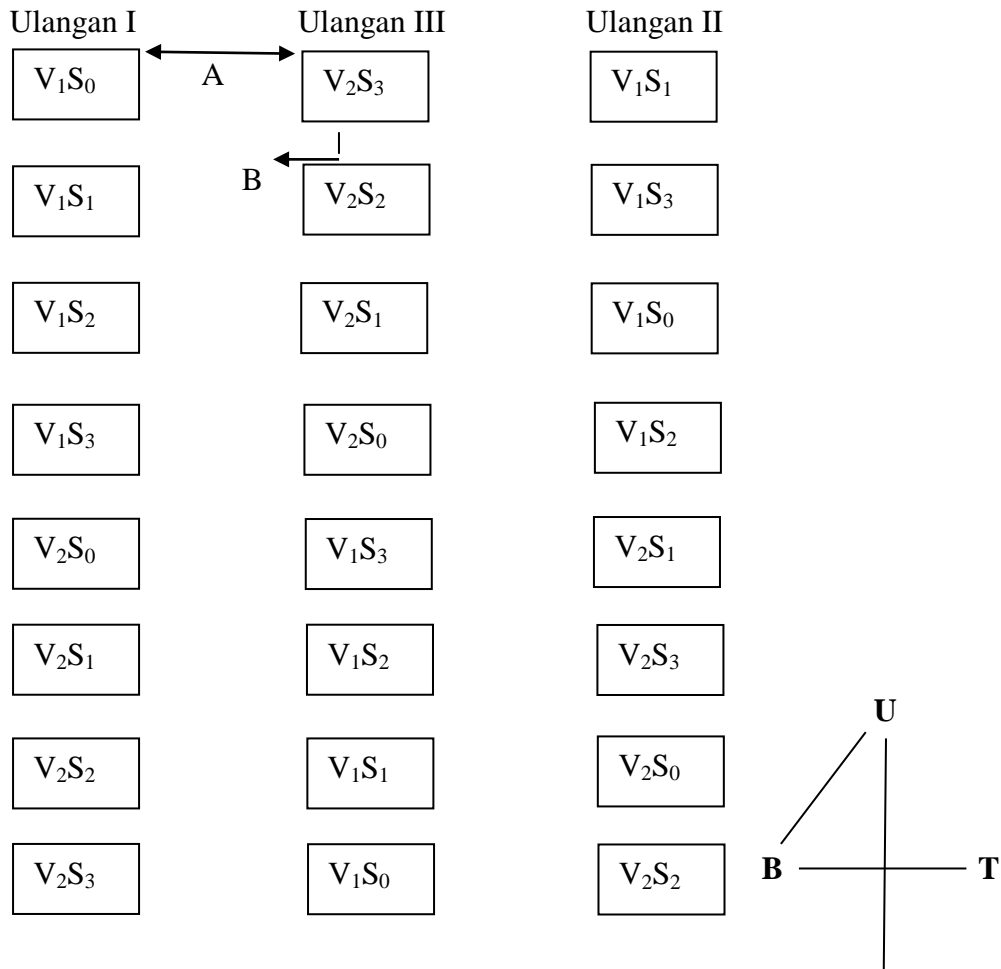 Ulangan I Ulangan III Ulangan II
V₁S₀ V₂S₃ V₁S₁
A
B
V₁S₁ V₂S₂ V₁S₃
V₁S₂ V₂S₁ V₁S₀
V₁S₃ V₂S₀ V₁S₂
V₂S₀ V₁S₃ V₂S₁
V₂S₁ V₁S₂ V₂S₃
U
V₂S₂ V₁S₁ V₂S₀
V₂S₃ V₁S₀ V₂S₂
B T